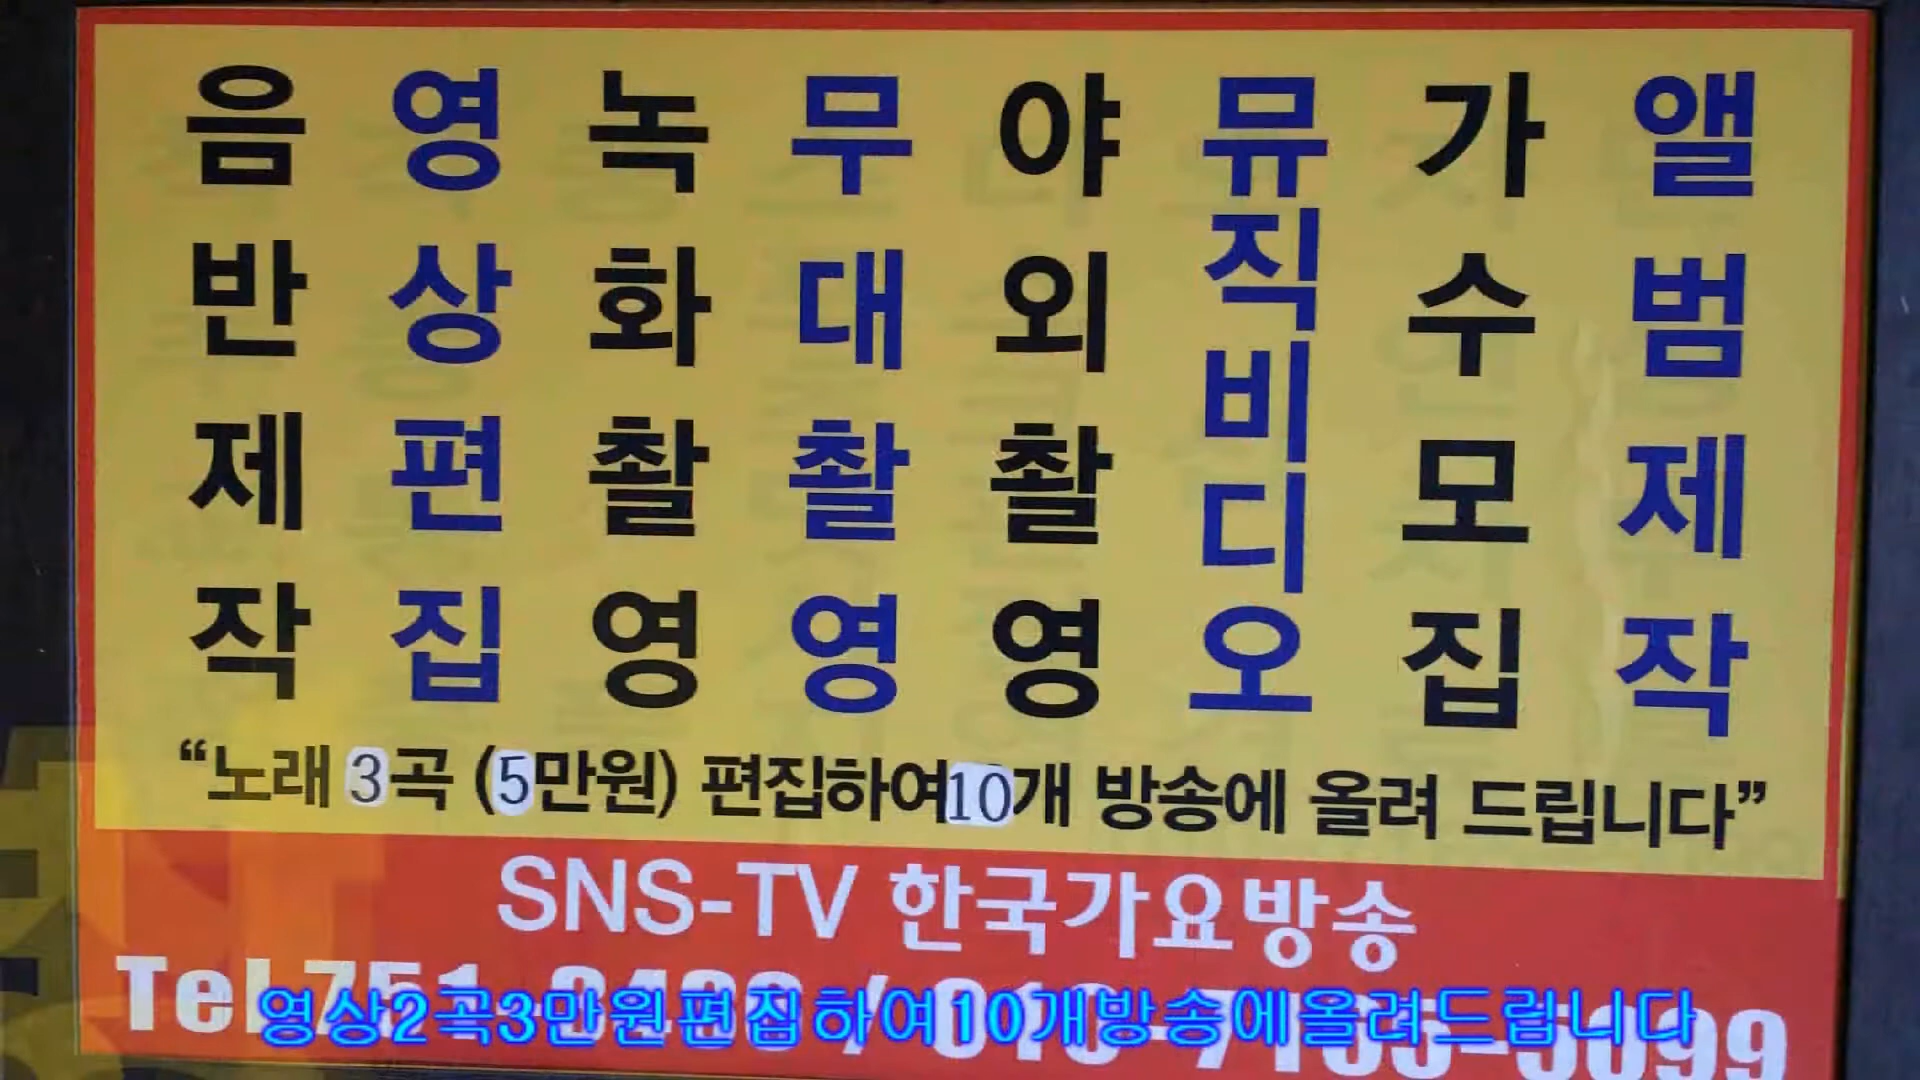 음반제작
영상편집
녹화촬영
무대촬영
야외촬영
뮤직비디오
가수모집
앨범제작
“노래 3곡 (5만원) 편집하여10개 방송에 올려 드립니다”
SNS-TV 한국가요방송
Tel 751
영상2곡3만원편집하여10개방송에올려드립니다